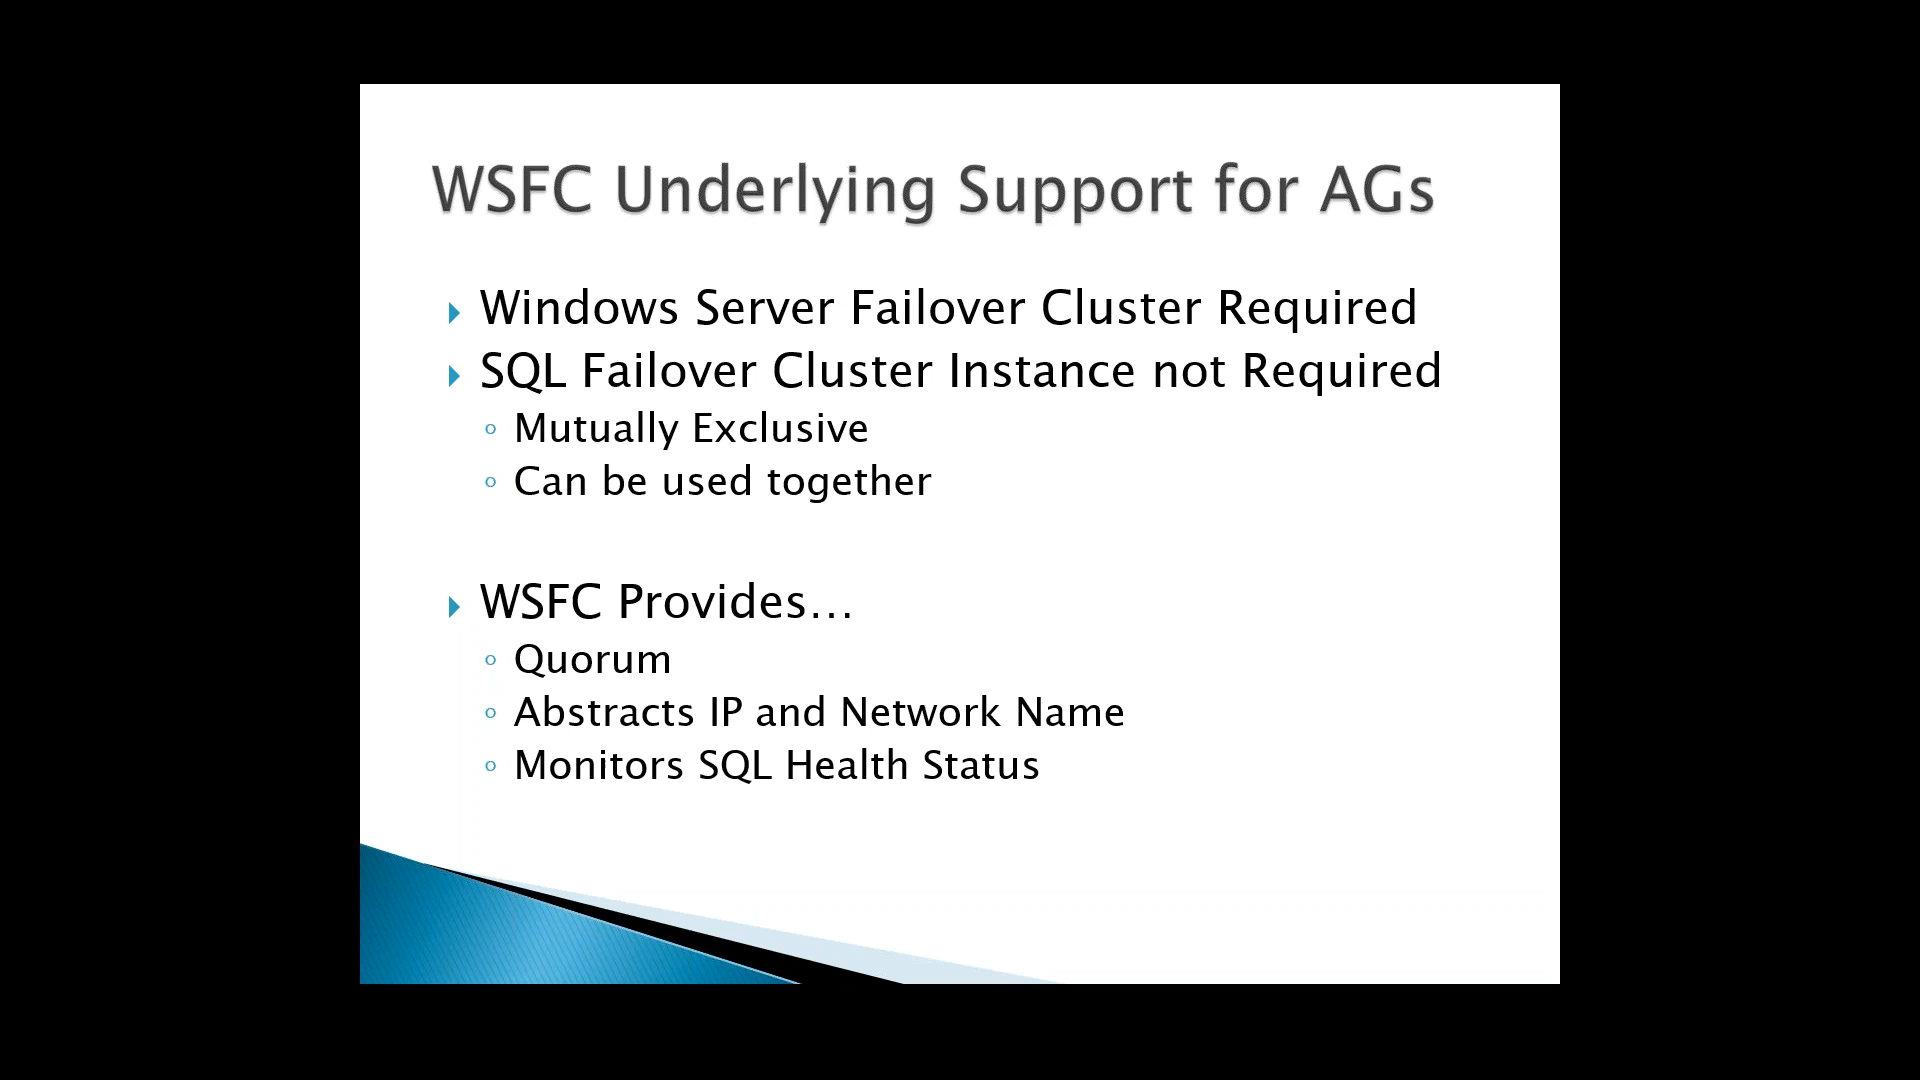 WSFC Underlying Support for AGs
Windows Server Failover Cluster Required
SQL Failover Cluster Instance not Required
Mutually Exclusive
Can be used together
WSFC Provides…
Quorum
Abstracts IP and Network Name
Monitors SQL Health Status